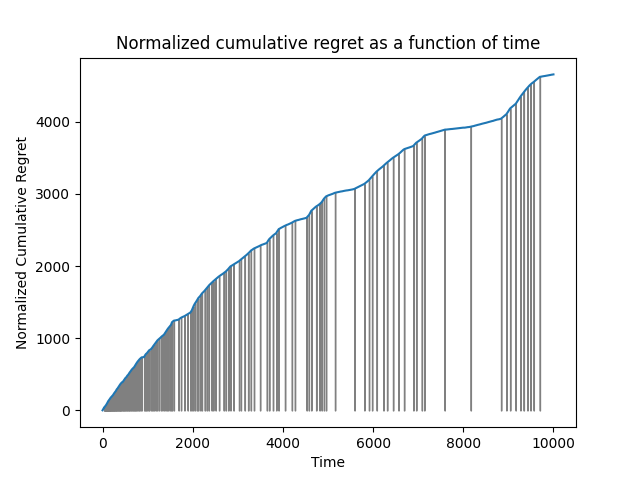 Normalized cumulative regret as a function of time
Normalized Cumulative Regret
4000
3000
2000
1000
0
0 2000 4000 6000 8000 10000
Time